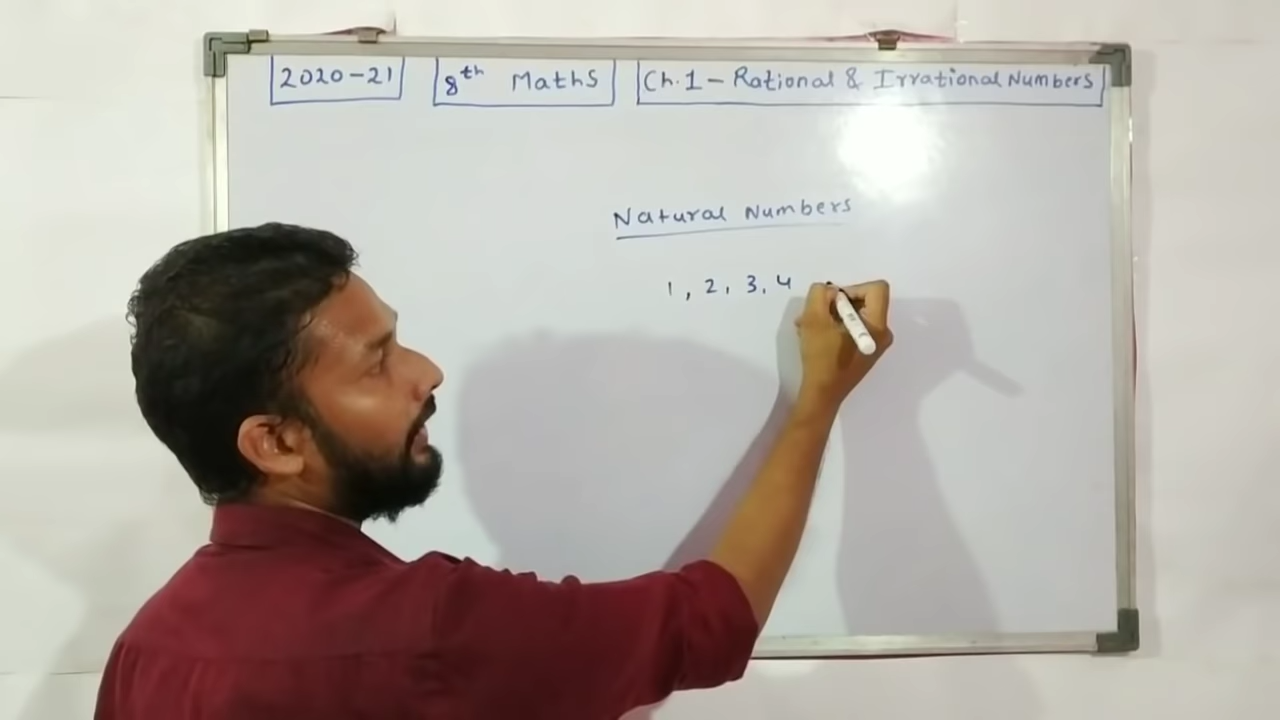 2020-21 8th Maths Ch.1- Rational & Irrational Numbers
Natural Numbers
1, 2, 3, 4